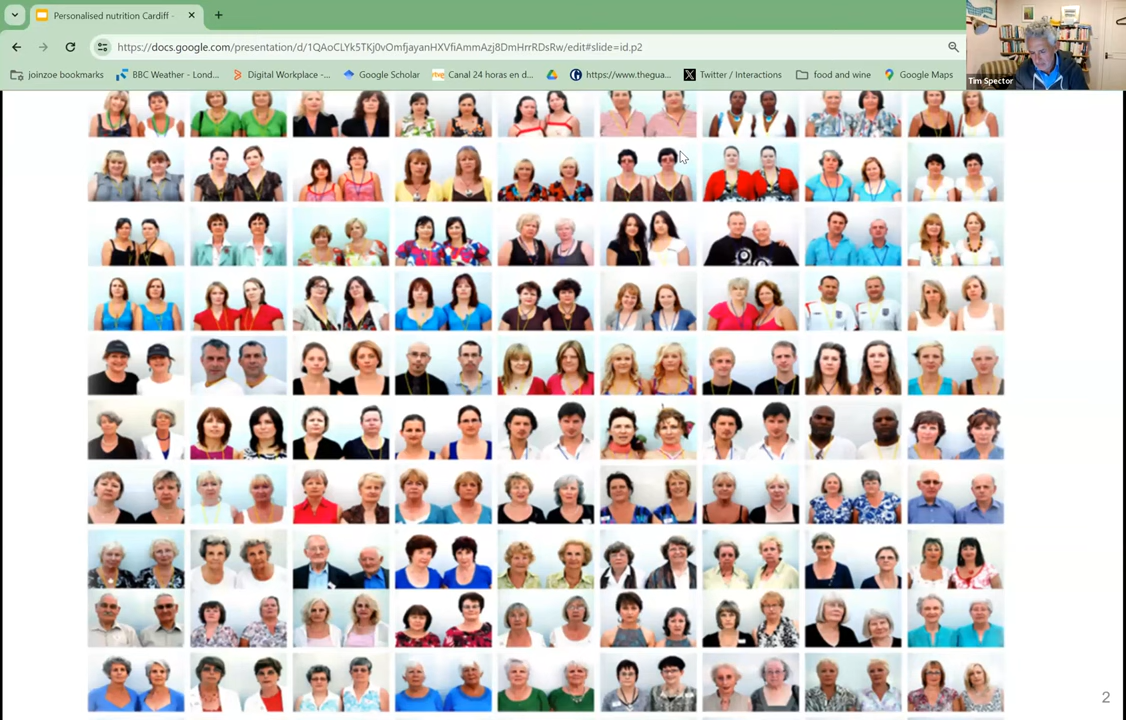 Personalised nutrition Cardiff -
https://docs.google.com/presentation/d/1QAoCLYk5TKj0vOmfjayanHXVfiAmmAzj8DmHrrRDsRw/edit#slide=id.p2
joinzoe bookmarks
BBC Weather - Lond...
Digital Workplace -...
Google Scholar
rtve
Canal 24 horas en d...
https://www.thegua...
Twitter / Interactions
food and wine
Google Maps
Tim Spector
2